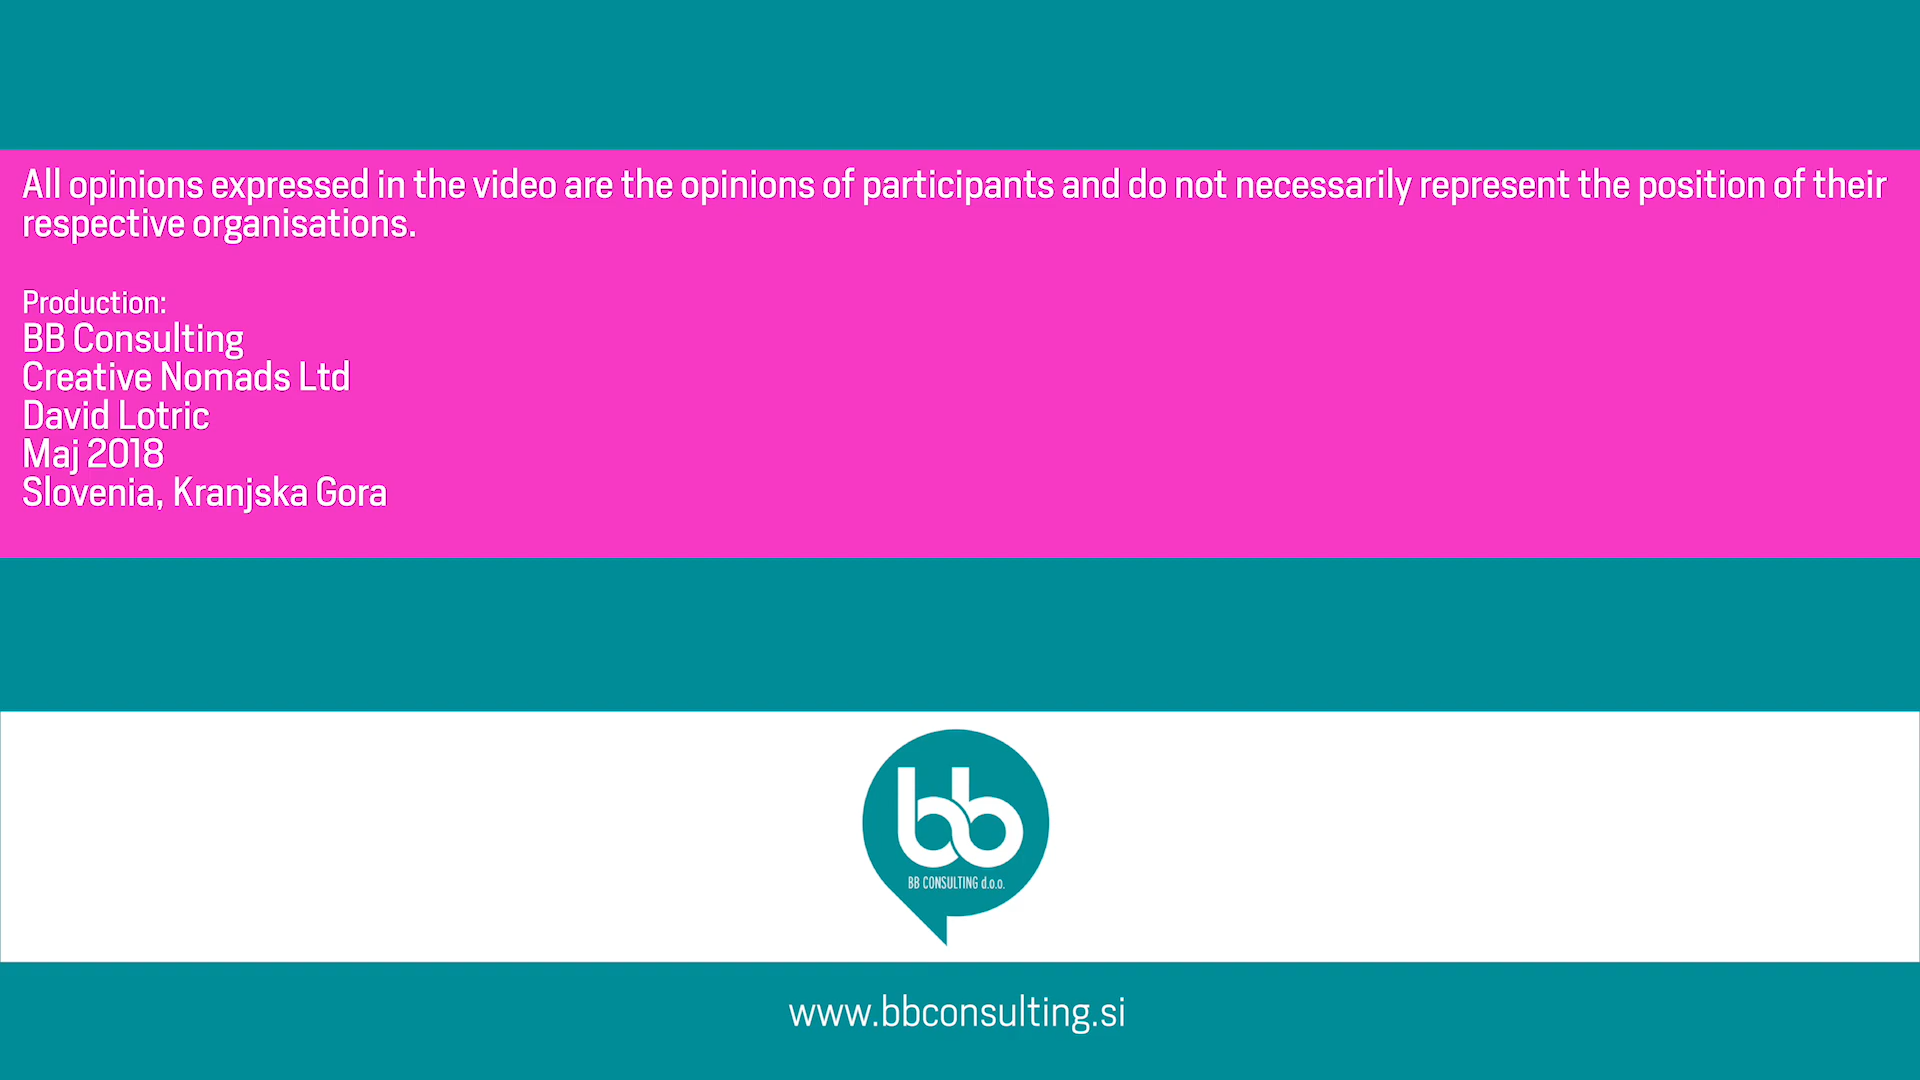 All opinions expressed in the video are the opinions of participants and do not necessarily represent the position of their
respective organisations.
Production:
BB Consulting
Creative Nomads Ltd
David Lotric
Maj 2018
Slovenia, Kranjska Gora
bb
BB CONSULTING d.o.o.
www.bbconsulting.si